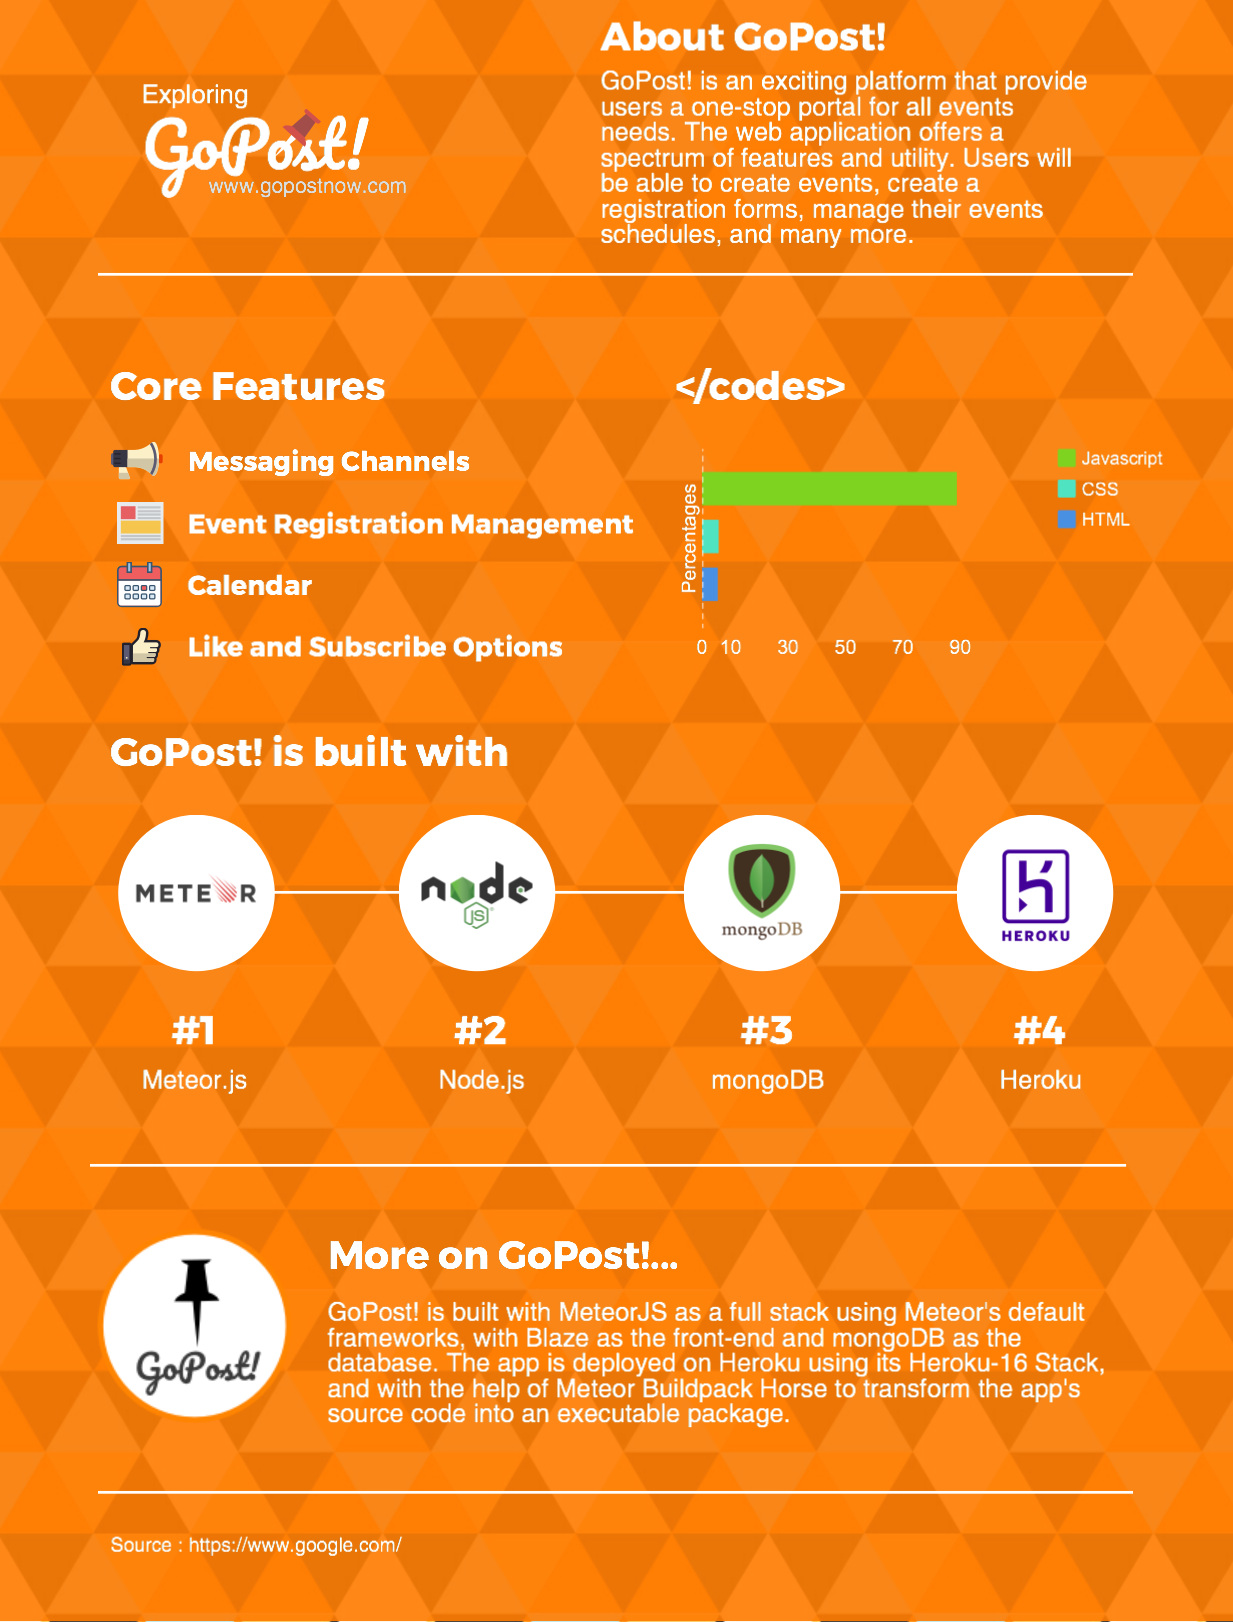 Exploring
GoPost!
www.gopostnow.com
About GoPost!
GoPost! is an exciting platform that provide
users a one-stop portal for all events
needs. The web application offers a
spectrum of features and utility. Users will
be able to create events, create a
registration forms, manage their events
schedules, and many more.
Core Features
Messaging Channels
Event Registration Management
Calendar
Like and Subscribe Options
</codes>
Percentages
0 10 30 50 70 90
Javascript
CSS
HTML
GoPost! is built with
METEOR
node
JS
mongoDB
HEROKU
#1
Meteor.js
#2
Node.js
#3
mongoDB
#4
Heroku
GoPost!
More on GoPost!...
GoPost! is built with MeteorJS as a full stack using Meteor's default
frameworks, with Blaze as the front-end and mongoDB as the
database. The app is deployed on Heroku using its Heroku-16 Stack,
and with the help of Meteor Buildpack Horse to transform the app's
source code into an executable package.
Source : https://www.google.com/